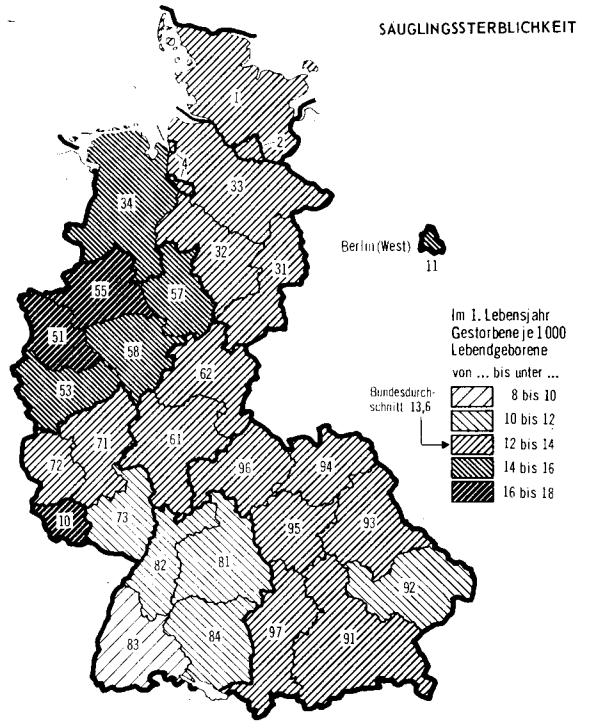 SÄUGLINGSSTERBLICHKEIT
1
2
4
33
34
32
31
Berlin (West)
11
55
57
51
58
53
62
Im 1. Lebensjahr
Gestorbene je 1000
Lebendgeborene
von ... bis unter ...
Bundesdurch-
schnitt 13,6
8 bis 10
10 bis 12
12 bis 14
14 bis 16
16 bis 18
71
61
72
96
94
10
73
95
93
82
81
92
83
84
97
91